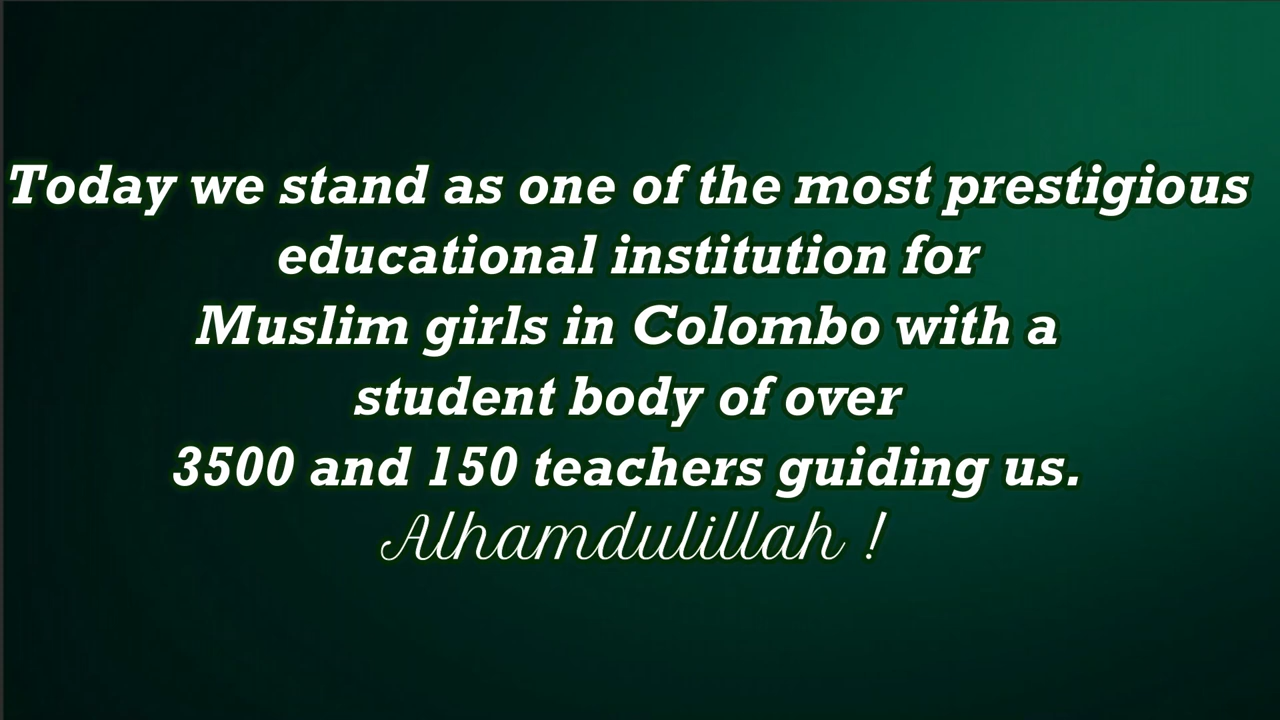 Today we stand as one of the most prestigious
educational institution for
Muslim girls in Colombo with a
student body of over
3500 and 150 teachers guiding us.
Alhamdulillah !